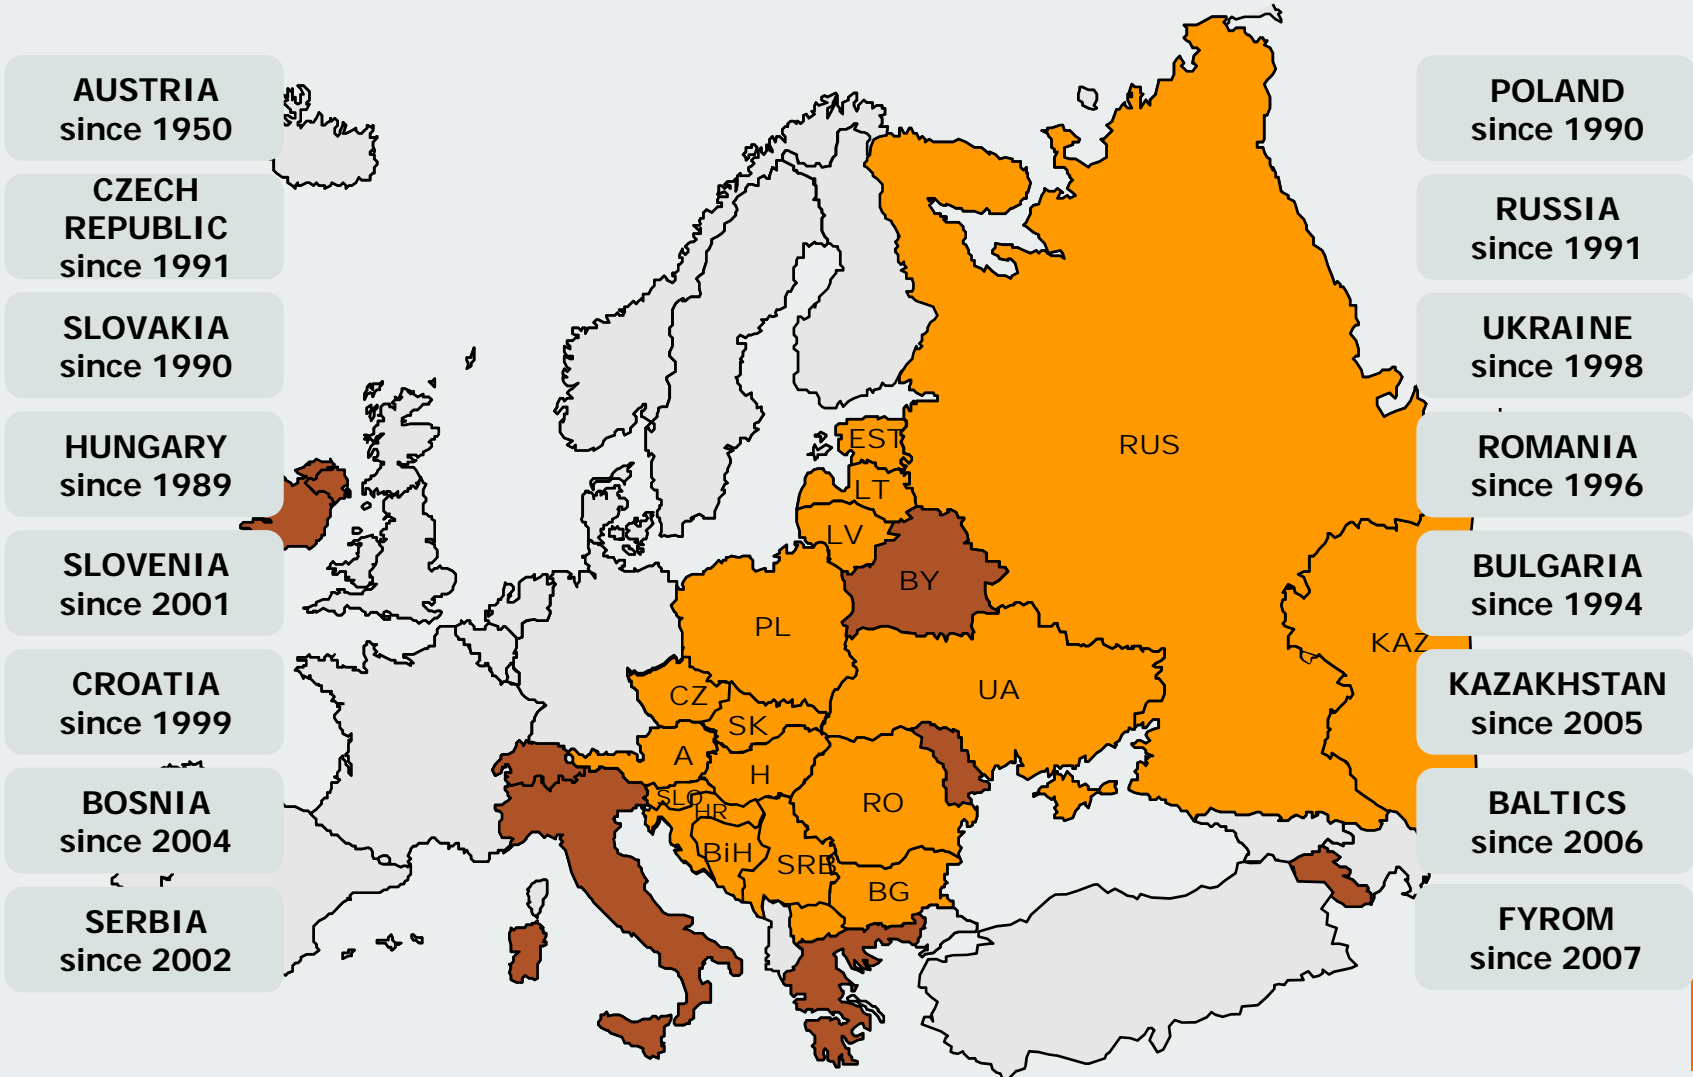 AUSTRIA
since 1950
CZECH
REPUBLIC
since 1991
SLOVAKIA
since 1990
HUNGARY
since 1989
SLOVENIA
since 2001
CROATIA
since 1999
BOSNIA
since 2004
SERBIA
since 2002
EST
LT
LV
BY
RUS
PL
KAZ
CZ
UA
SK
A
H
SLO
HR
RO
BiH
SRB
BG
POLAND
since 1990
RUSSIA
since 1991
UKRAINE
since 1998
ROMANIA
since 1996
BULGARIA
since 1994
KAZAKHSTAN
since 2005
BALTICS
since 2006
FYROM
since 2007